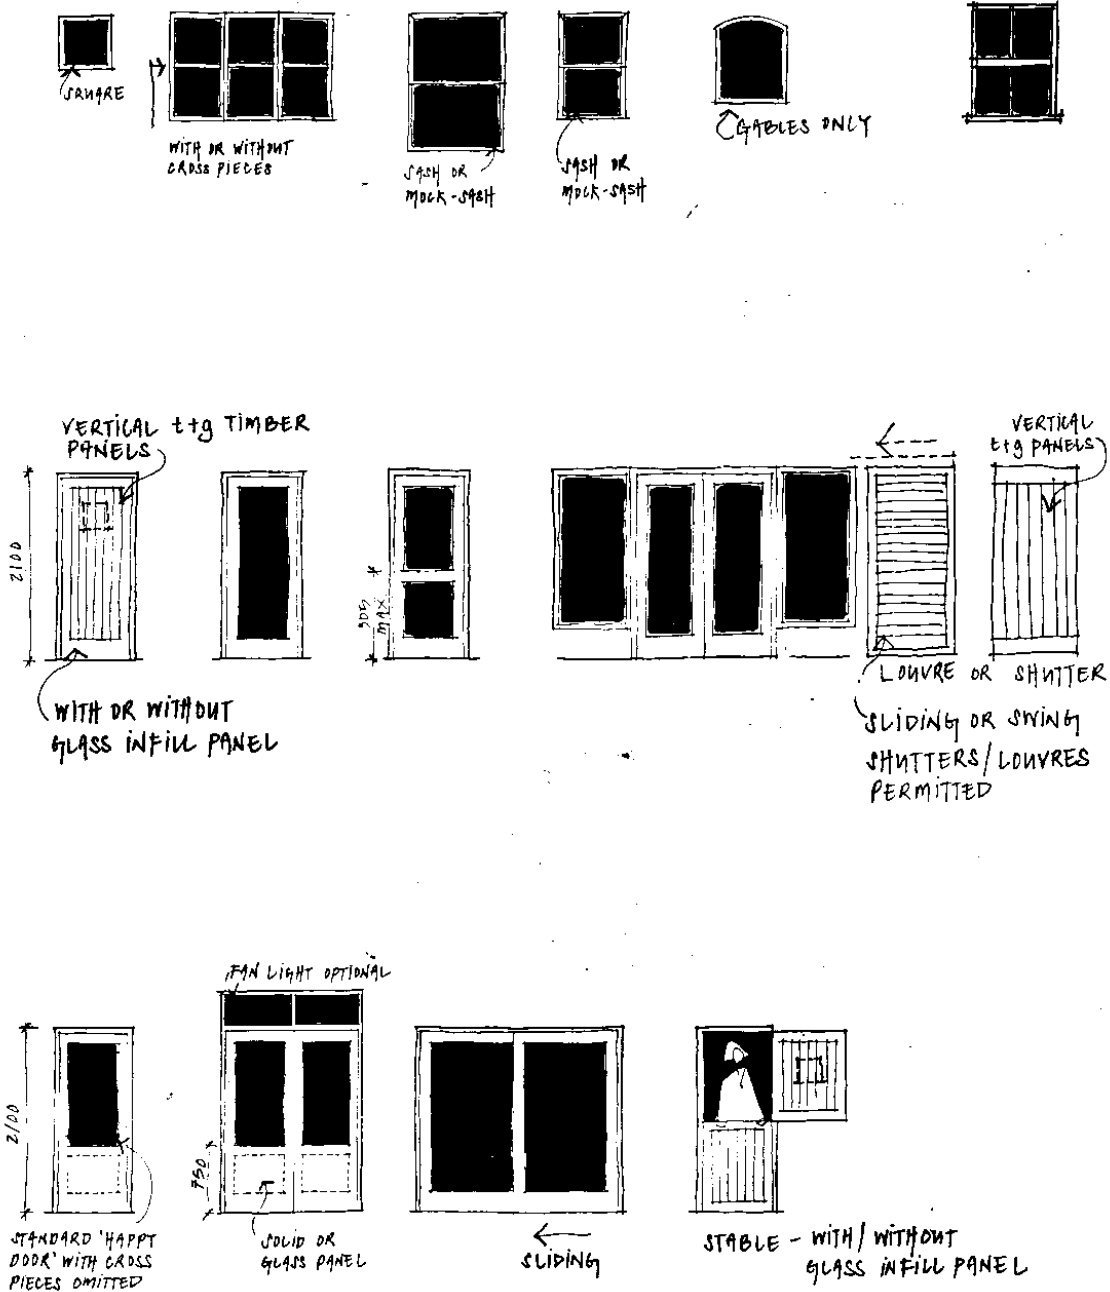 SQUARE
WITH OR WITHOUT
CROSS PIECES
SASH OR
MOCK-SASH
SASH OR
MOCK-SASH
GABLES ONLY
VERTICAL t+g TIMBER
PANELS
2100
WITH OR WITHOUT
GLASS INFILL PANEL
MAX
VERTICAL
t+g PANELS
LOUVRE OR SHUTTER
SLIDING OR SWING
SHUTTERS/LOUVRES
PERMITTED
FAN LIGHT OPTIONAL
2100
750
STANDARD 'HAPPY
DOOR' WITH CROSS
PIECES OMITTED
SOLID OR
GLASS PANEL
SLIDING
STABLE - WITH/WITHOUT
GLASS INFILL PANEL